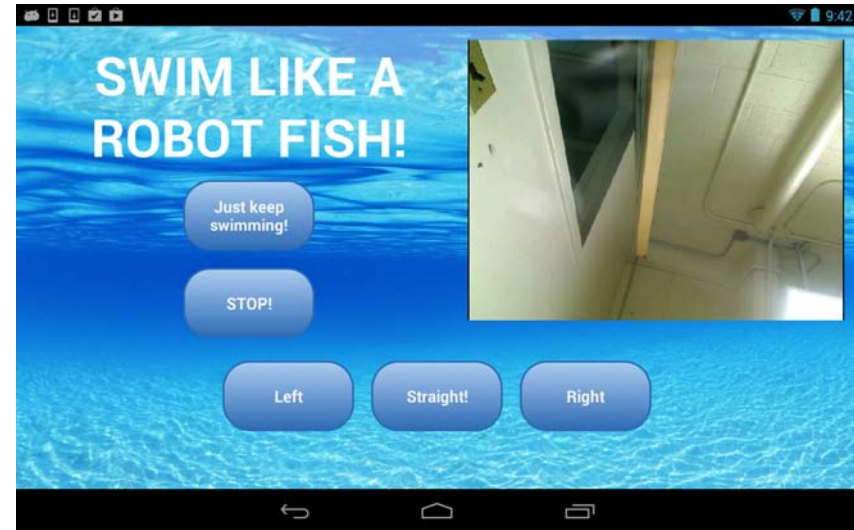 9:42
SWIM LIKE A
ROBOT FISH!
Just keep
swimming!
STOP!
Left
Straight!
Right